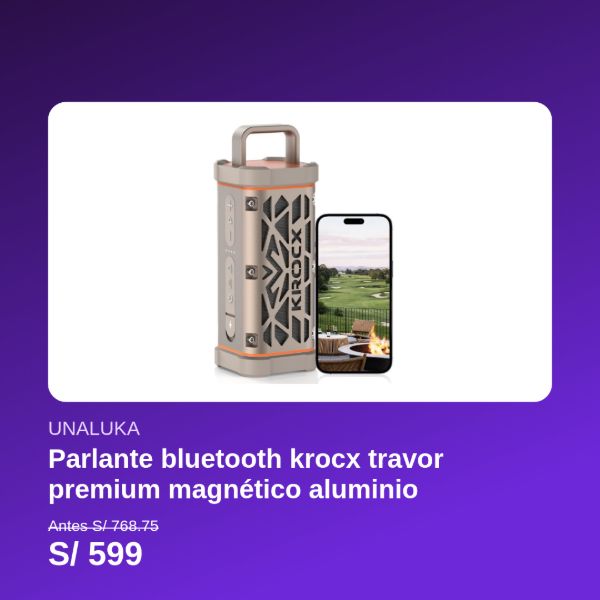 KROCX
UNALUKA
Parlante bluetooth krocx travor
premium magnético aluminio
Antes S/ 768.75
S/ 599